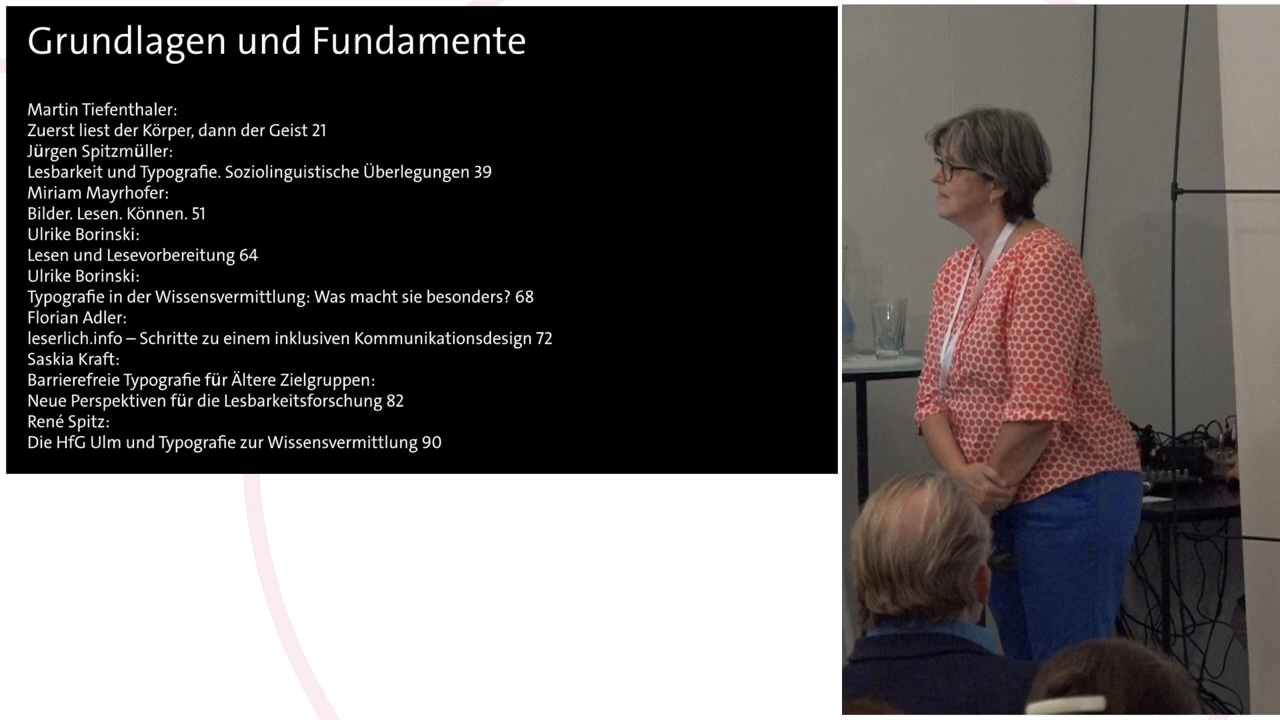 Grundlagen und Fundamente
Martin Tiefenthaler:
Zuerst liest der Körper, dann der Geist 21
Jürgen Spitzmüller:
Lesbarkeit und Typografie. Soziolinguistische Überlegungen 39
Miriam Mayrhofer:
Bilder. Lesen. Können. 51
Ulrike Borinski:
Lesen und Lesevorbereitung 64
Ulrike Borinski:
Typografie in der Wissensvermittlung: Was macht sie besonders? 68
Florian Adler:
leserlich.info – Schritte zu einem inklusiven Kommunikationsdesign 72
Saskia Kraft:
Barrierefreie Typografie für Ältere Zielgruppen:
Neue Perspektiven für die Lesbarkeitsforschung 82
René Spitz:
Die HfG Ulm und Typografie zur Wissensvermittlung 90